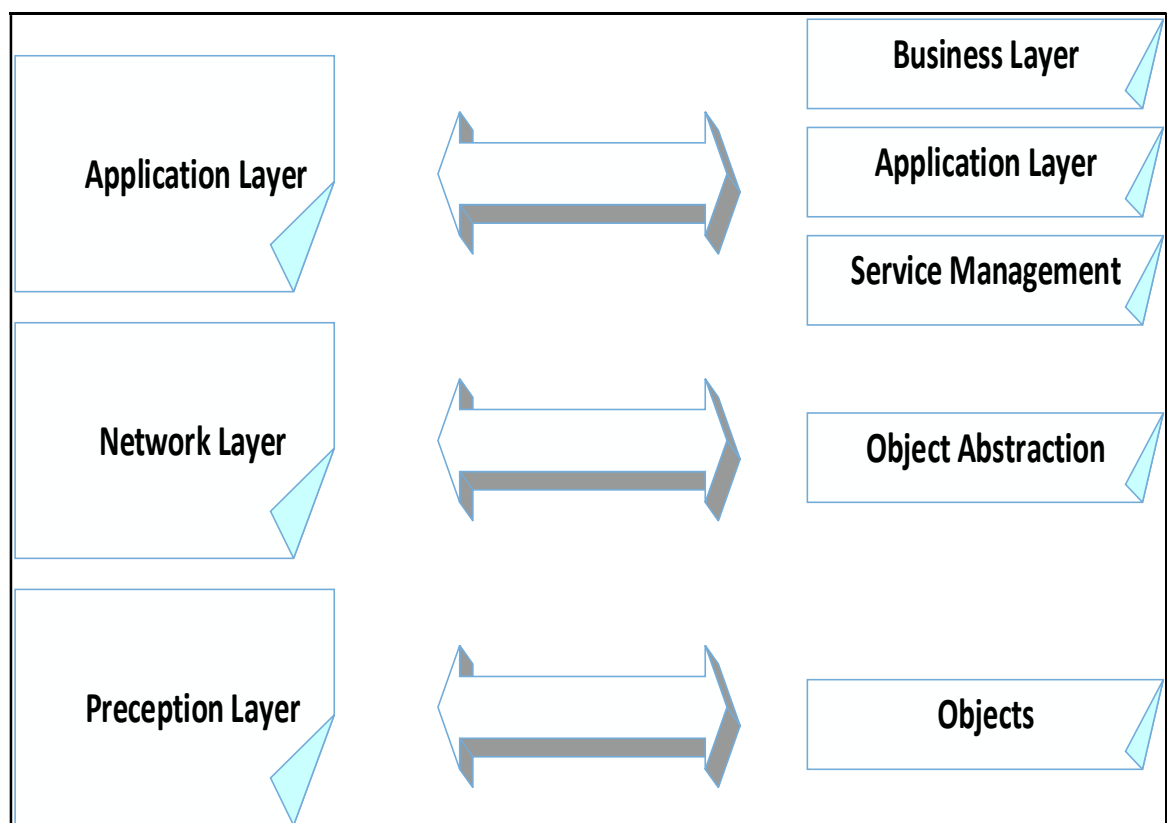 Business Layer
Application Layer
Application Layer
Service Management
Network Layer
Object Abstraction
Preception Layer
Objects